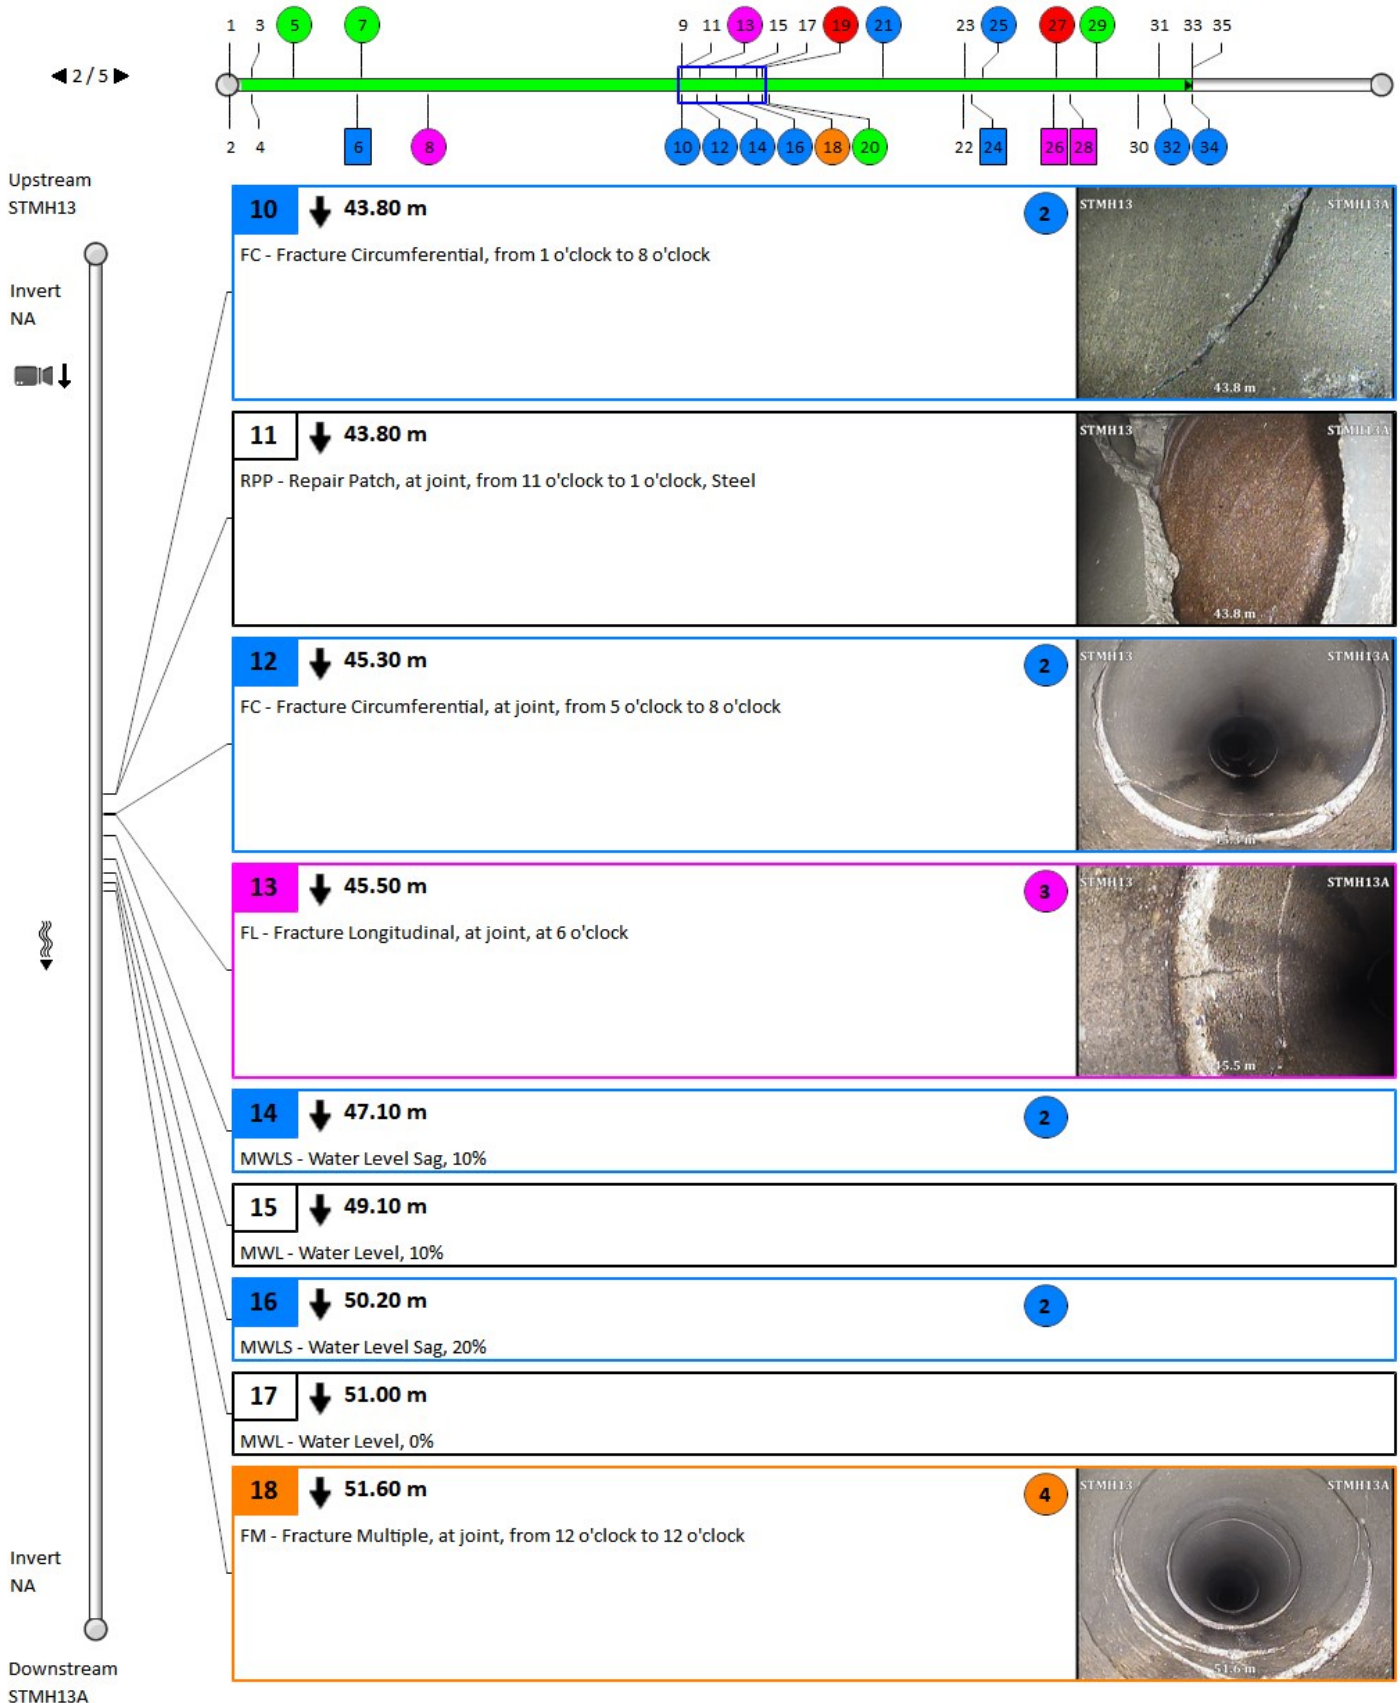 1 3 5 7 9 11 13 15 17 19 21 23 25 27 29 31 33 35
2 / 5
2 4 6 8 10 12 14 16 18 20 22 24 26 28 30 32 34
Upstream
STMH13
Invert
NA
10 43.80 m 2
FC - Fracture Circumferential, from 1 o'clock to 8 o'clock
STMH13 STMH13A
43.8 m
11 43.80 m
RPP - Repair Patch, at joint, from 11 o'clock to 1 o'clock, Steel
STMH13 STMH13A
43.8 m
12 45.30 m 2
FC - Fracture Circumferential, at joint, from 5 o'clock to 8 o'clock
STMH13 STMH13A
45.3 m
13 45.50 m 3
FL - Fracture Longitudinal, at joint, at 6 o'clock
STMH13 STMH13A
45.5 m
14 47.10 m 2
MWLS - Water Level Sag, 10%
15 49.10 m
MWL - Water Level, 10%
16 50.20 m 2
MWLS - Water Level Sag, 20%
17 51.00 m
MWL - Water Level, 0%
18 51.60 m 4
FM - Fracture Multiple, at joint, from 12 o'clock to 12 o'clock
STMH13 STMH13A
51.6 m
Invert
NA
Downstream
STMH13A